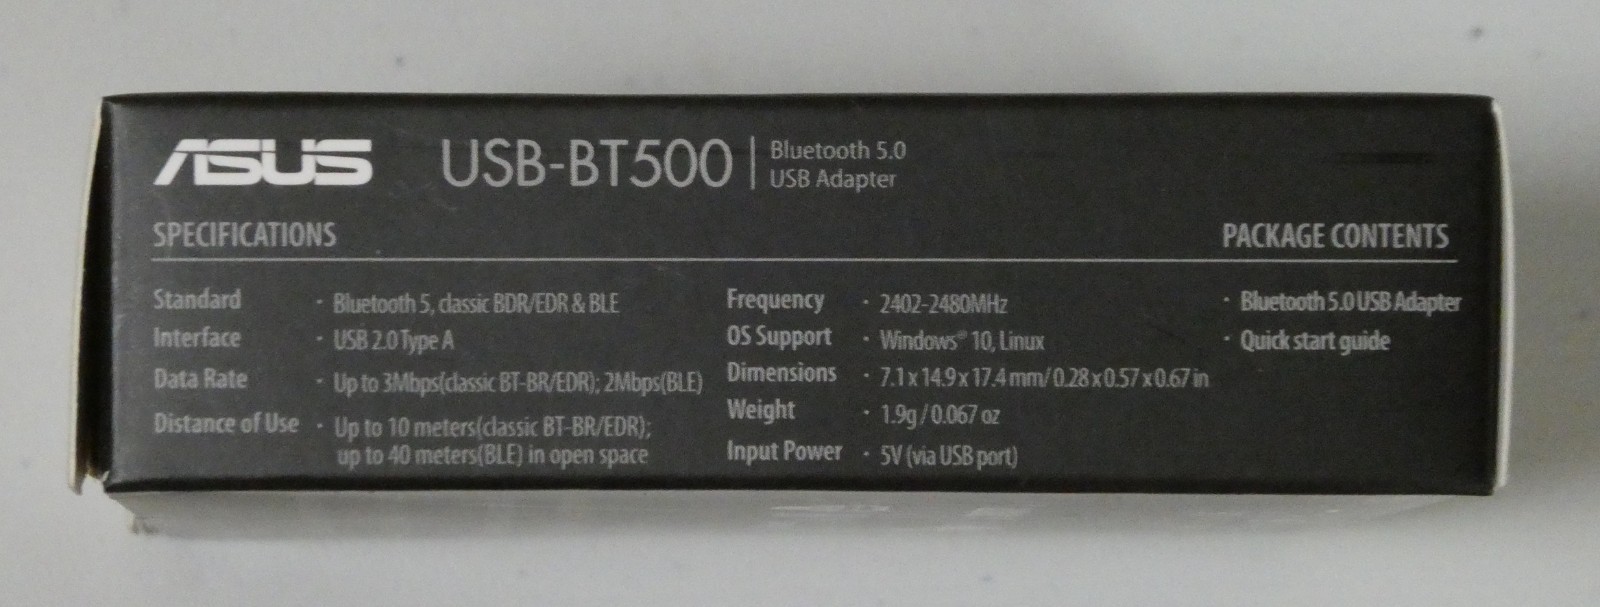 ASUS USB-BT500 Bluetooth 5.0
USB Adapter
SPECIFICATIONS
Standard · Bluetooth 5, classic BDR/EDR & BLE
Interface · USB 2.0 Type A
Data Rate · Up to 3Mbps(classic BT-BR/EDR); 2Mbps(BLE)
Distance of Use · Up to 10 meters(classic BT-BR/EDR);
up to 40 meters(BLE) in open space
Frequency · 2402-2480MHz
OS Support · Windows® 10, Linux
Dimensions · 7.1 x 14.9 x 17.4 mm/ 0.28 x 0.57 x 0.67 in
Weight · 1.9g / 0.067 oz
Input Power · 5V (via USB port)
PACKAGE CONTENTS
· Bluetooth 5.0 USB Adapter
· Quick start guide